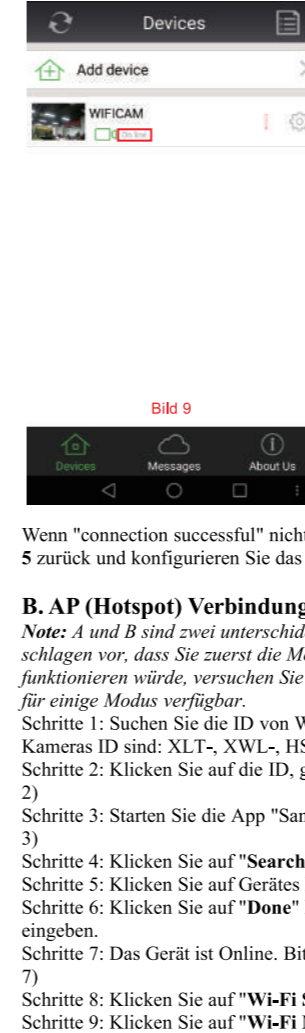 Devices
Add device
WIFICAM
On line
Bild 9
Devices Messages About Us
Wenn "connection successful" nicht
5 zurück und konfigurieren Sie das
B. AP (Hotspot) Verbindung
Note: A und B sind zwei unterschide
schlagen vor, dass Sie zuerst die Me
funktionieren würde, versuchen Sie
für einige Modus verfügbar.
Schritte 1: Suchen Sie die ID von W
Kameras ID sind: XLT-, XWL-, HS
Schritte 2: Klicken Sie auf die ID, g
2)
Schritte 3: Starten Sie die App "San
3)
Schritte 4: Klicken Sie auf "Search
Schritte 5: Klicken Sie auf Gerätes
Schritte 6: Klicken Sie auf "Done"
eingeben.
Schritte 7: Das Gerät ist Online. Bit
7)
Schritte 8: Klicken Sie auf "Wi-Fi S
Schritte 9: Klicken Sie auf "Wi-Fi l